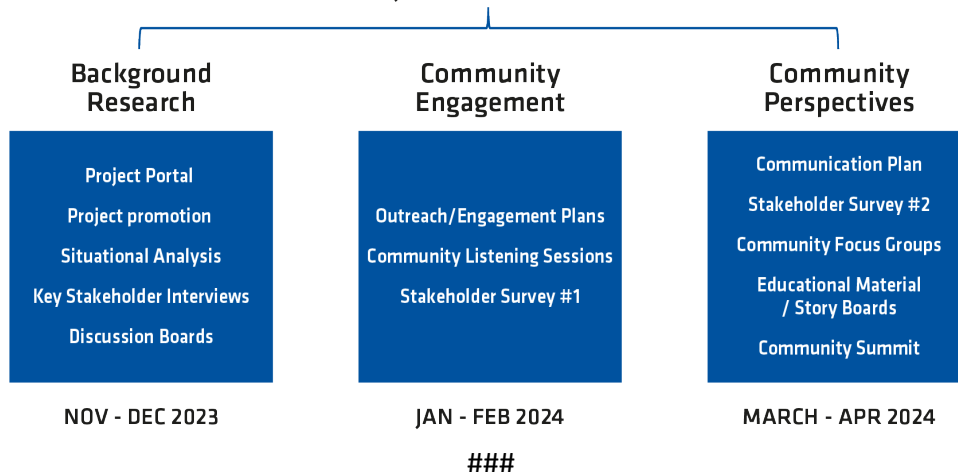 Background
Research
Project Portal
Project promotion
Situational Analysis
Key Stakeholder Interviews
Discussion Boards
NOV - DEC 2023
Community
Engagement
Outreach/Engagement Plans
Community Listening Sessions
Stakeholder Survey #1
JAN - FEB 2024
Community
Perspectives
Communication Plan
Stakeholder Survey #2
Community Focus Groups
Educational Material
/ Story Boards
Community Summit
MARCH - APR 2024
###